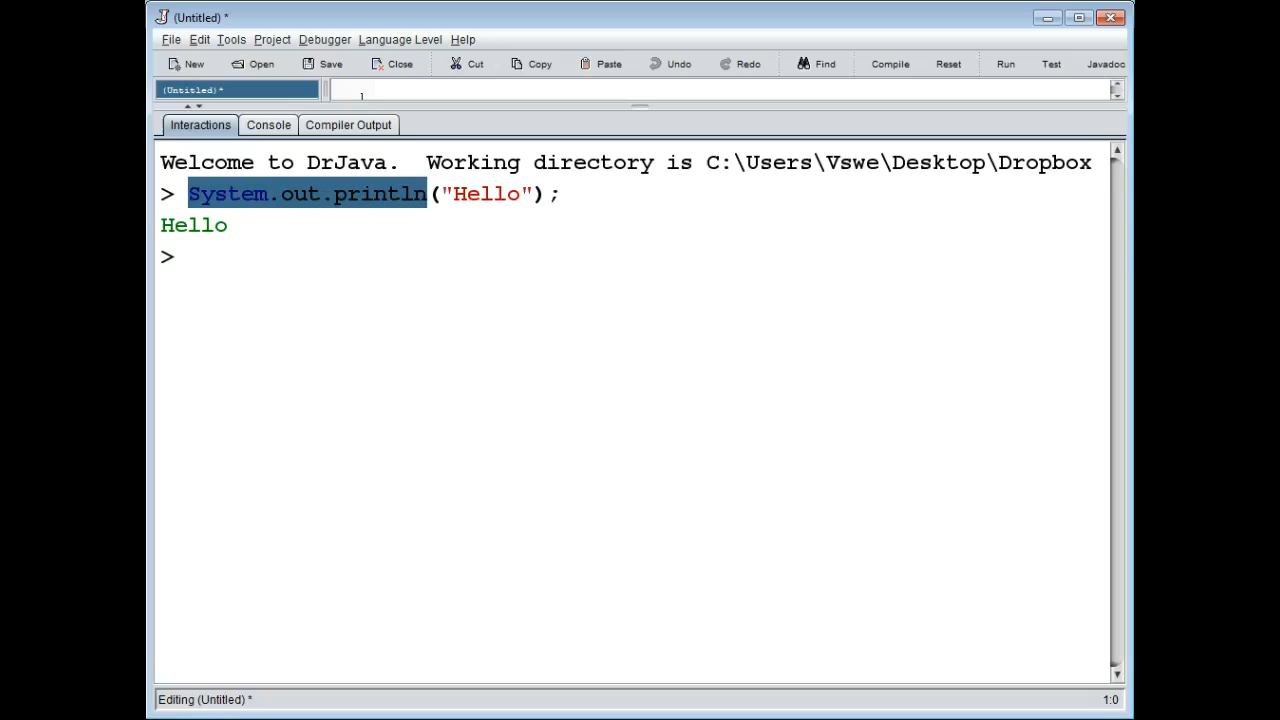 (Untitled) *
File Edit Tools Project Debugger Language Level Help
New Open Save Close Cut Copy Paste Undo Redo Find Compile Reset Run Test Javadoc
(Untitled)* 1
Interactions Console Compiler Output
Welcome to DrJava.  Working directory is C:\Users\Vswe\Desktop\Dropbox
> System.out.println("Hello");
Hello
>
Editing (Untitled) * 1:0